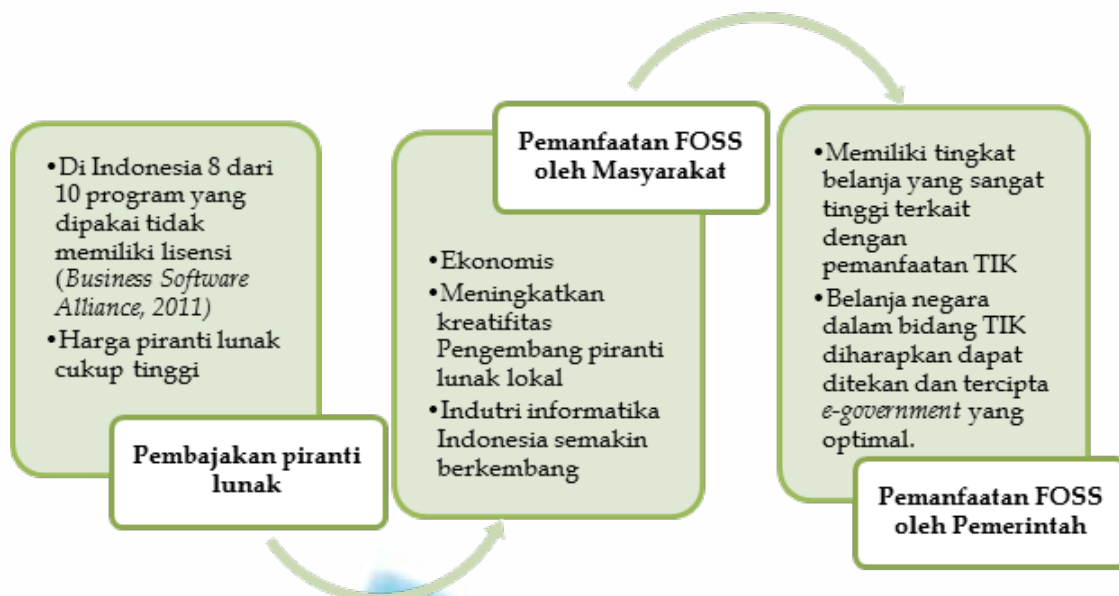 •Di Indonesia 8 dari
10 program yang
dipakai tidak
memiliki lisensi
(Business Software
Alliance, 2011)
•Harga piranti lunak
cukup tinggi
Pembajakan piranti
lunak
Pemanfaatan FOSS
oleh Masyarakat
•Ekonomis
•Meningkatkan
kreatifitas
Pengembang piranti
lunak lokal
•Indutri informatika
Indonesia semakin
berkembang
•Memiliki tingkat
belanja yang sangat
tinggi terkait
dengan
pemanfaatan TIK
•Belanja negara
dalam bidang TIK
diharapkan dapat
ditekan dan tercipta
e-government yang
optimal.
Pemanfaatan FOSS
oleh Pemerintah